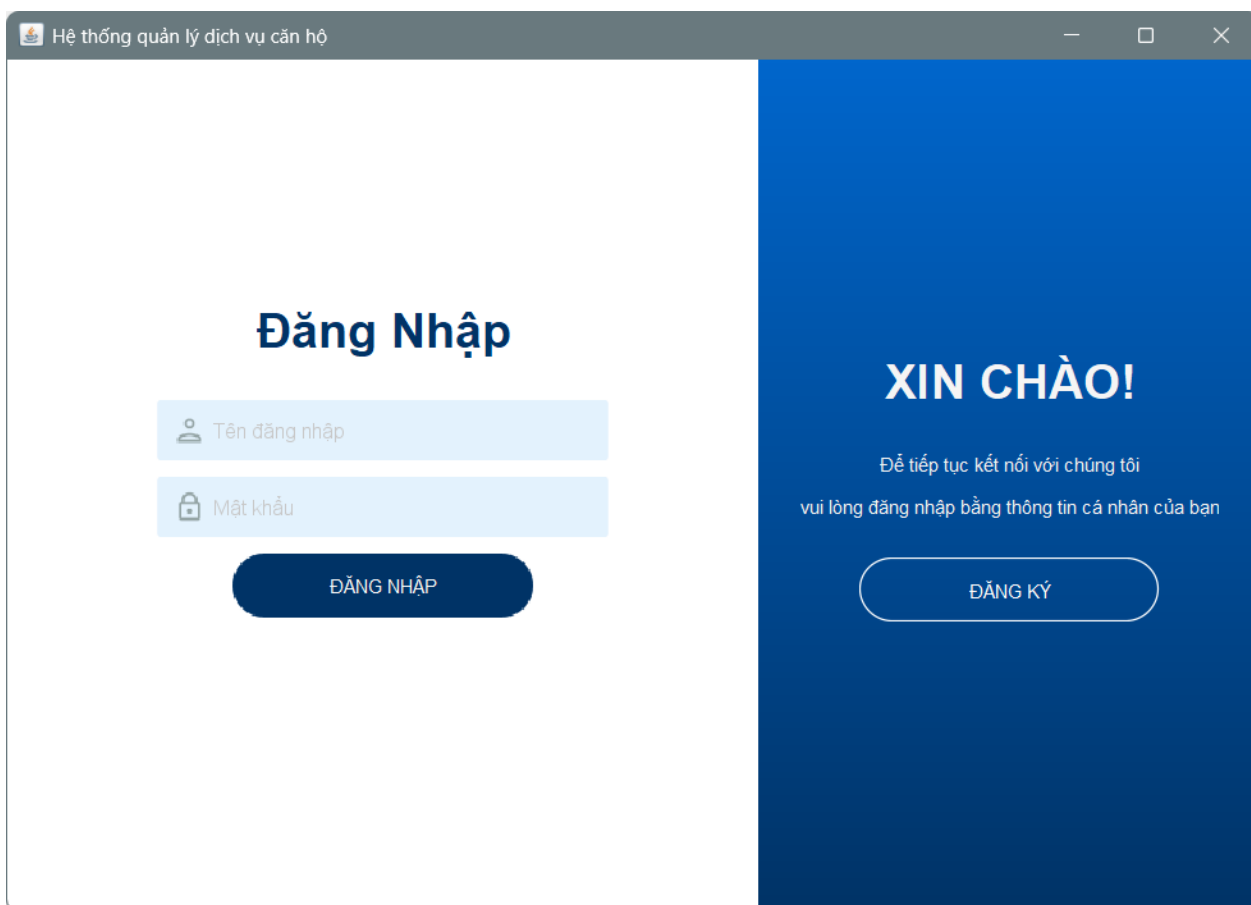 Hệ thống quản lý dịch vụ căn hộ
Đăng Nhập
Tên đăng nhập
Mật khẩu
ĐĂNG NHẬP
XIN CHÀO!
Để tiếp tục kết nối với chúng tôi
vui lòng đăng nhập bằng thông tin cá nhân của bạn
ĐĂNG KÝ